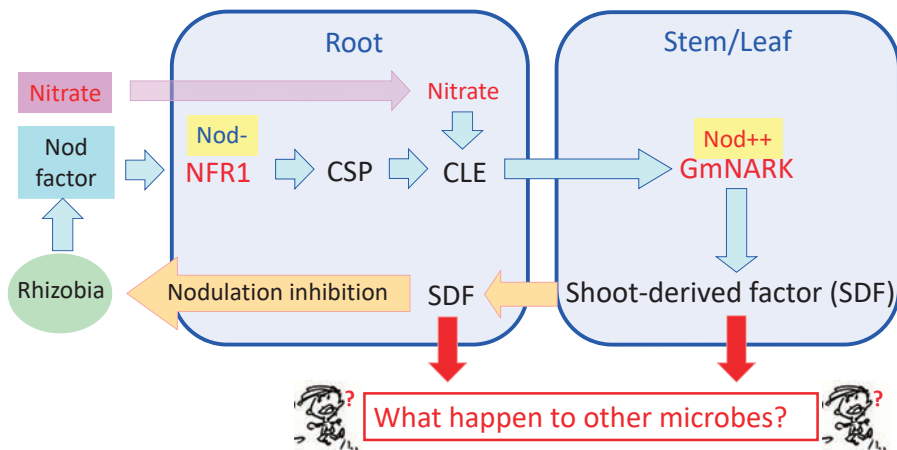 Root
Stem/Leaf
Nitrate
Nitrate
Nod-
Nod++
Nod
factor
NFR1
CSP
CLE
GmNARK
Rhizobia
Nodulation inhibition
SDF
Shoot-derived factor (SDF)
?
What happen to other microbes?
?